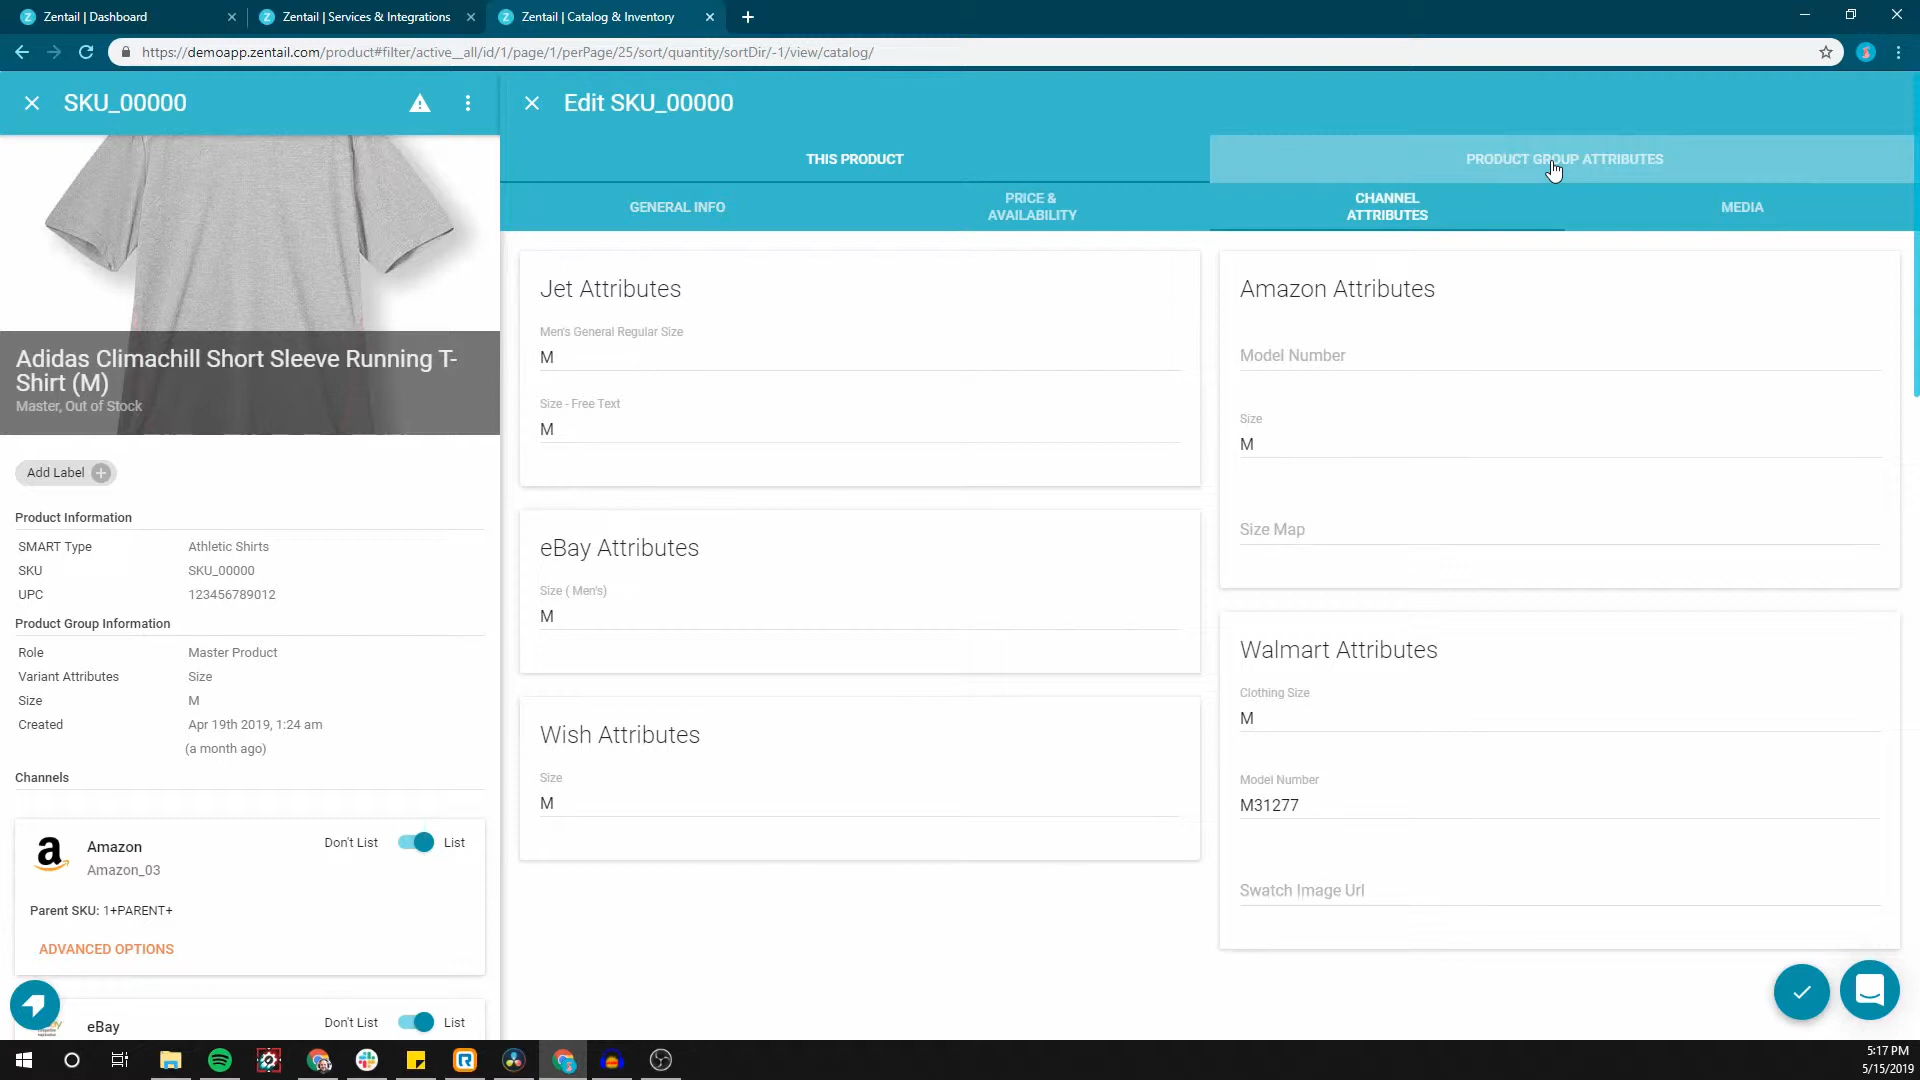 Zentail | Dashboard
Zentail | Services & Integrations
Zentail | Catalog & Inventory
https://demoapp.zentail.com/product#filter/active__all/id/1/page/1/perPage/25/sort/quantity/sortDir/-1/view/catalog/
SKU_00000
Edit SKU_00000
THIS PRODUCT
PRODUCT GROUP ATTRIBUTES
GENERAL INFO
PRICE &
AVAILABILITY
CHANNEL
ATTRIBUTES
MEDIA
Adidas Climachill Short Sleeve Running T-
Shirt (M)
Master, Out of Stock
Add Label
Product Information
SMART Type Athletic Shirts
SKU SKU_00000
UPC 123456789012
Product Group Information
Role Master Product
Variant Attributes Size
Size M
Created Apr 19th 2019, 1:24 am
(a month ago)
Channels
Amazon
Amazon_03
Don't List List
Parent SKU: 1+PARENT+
ADVANCED OPTIONS
eBay
Don't List List
Jet Attributes
Men's General Regular Size
M
Size - Free Text
M
eBay Attributes
Size ( Men's)
M
Wish Attributes
Size
M
Amazon Attributes
Model Number
Size
M
Size Map
Walmart Attributes
Clothing Size
M
Model Number
M31277
Swatch Image Url
5:17 PM
5/15/2019